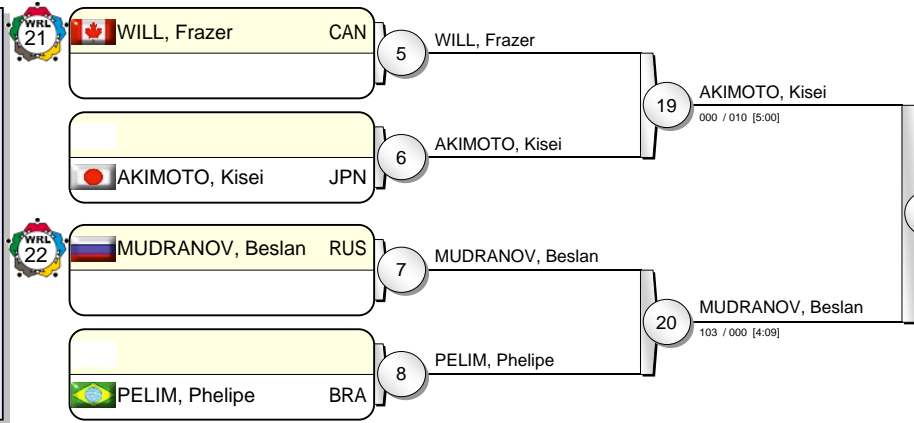 WRL
21
WILL, Frazer CAN
5
WILL, Frazer
19
AKIMOTO, Kisei
000 / 010 [5:00]
6
AKIMOTO, Kisei
AKIMOTO, Kisei JPN
WRL
22
MUDRANOV, Beslan RUS
7
MUDRANOV, Beslan
20
MUDRANOV, Beslan
103 / 000 [4:09]
8
PELIM, Phelipe
PELIM, Phelipe BRA